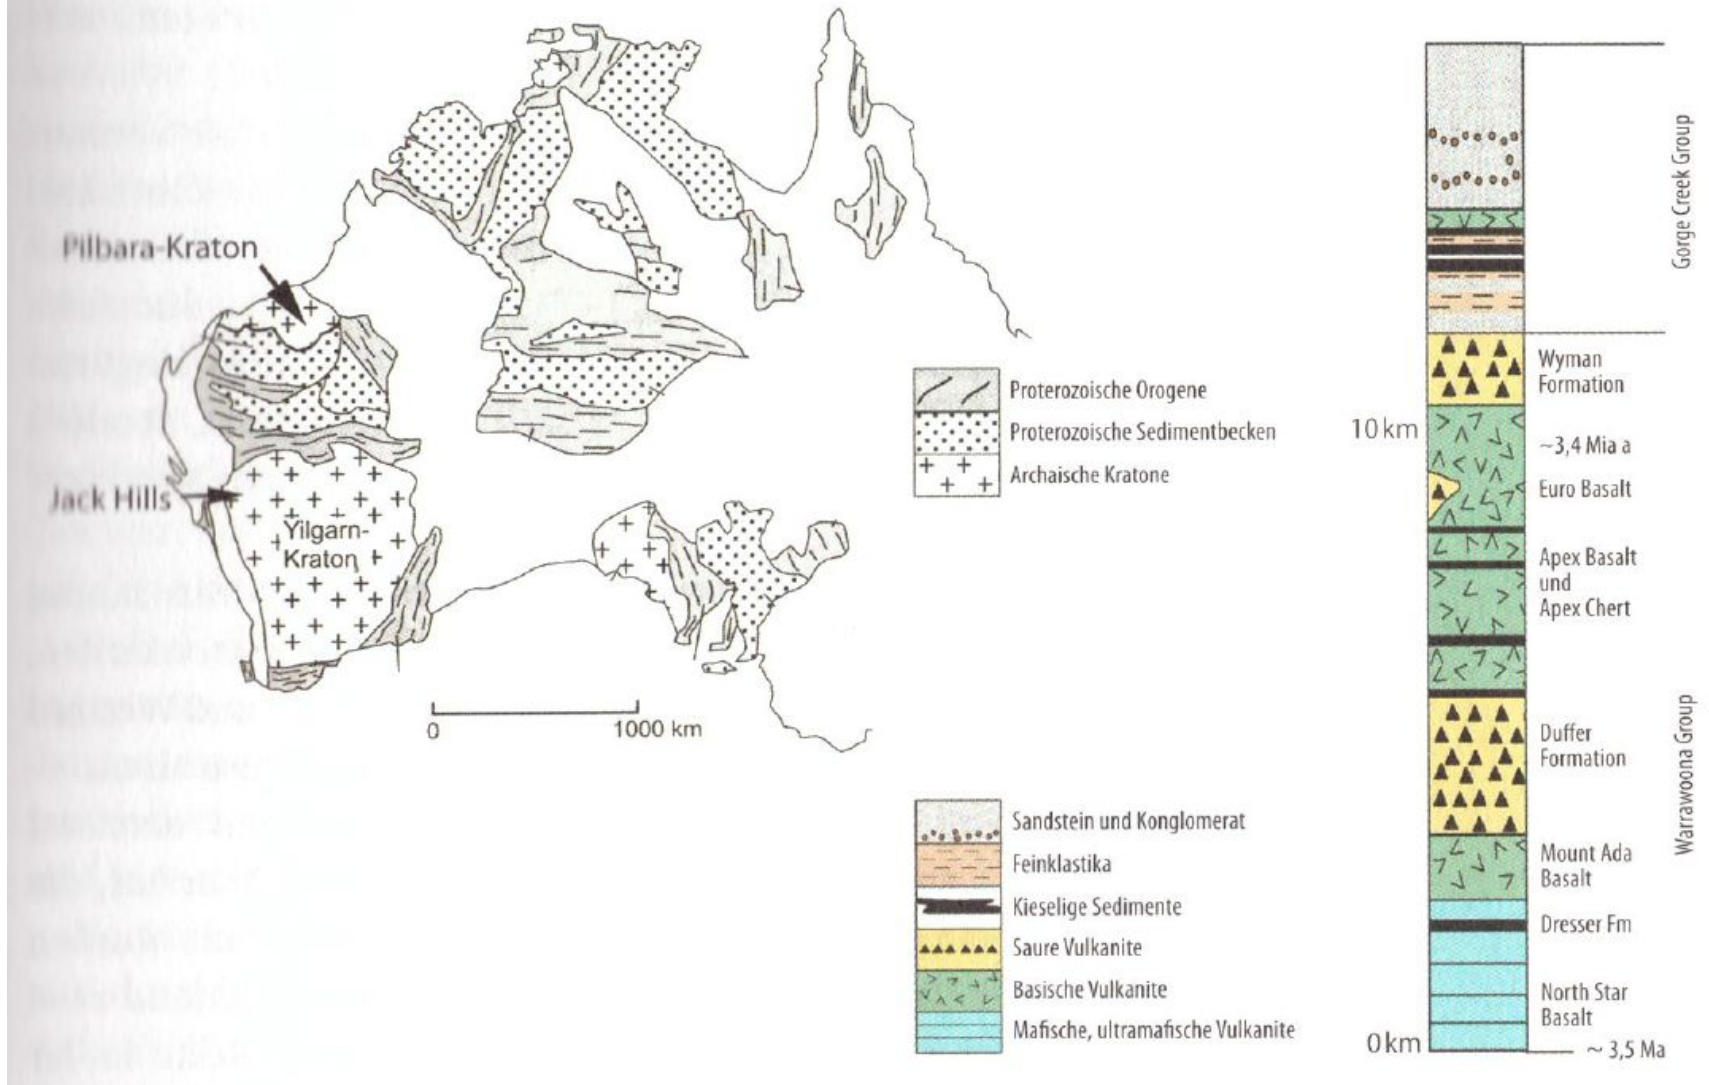 Pilbara-Kraton
Jack Hills
Yilgarn-
Kraton
0
1000 km
Proterozoische Orogene
Proterozoische Sedimentbecken
Archaische Kratone
Sandstein und Konglomerat
Feinklastika
Kieselige Sedimente
Saure Vulkanite
Basische Vulkanite
Mafische, ultramafische Vulkanite
10 km
0 km
Wyman
Formation
~3,4 Mia a
Euro Basalt
Apex Basalt
und
Apex Chert
Duffer
Formation
Mount Ada
Basalt
Dresser Fm
North Star
Basalt
~ 3,5 Ma
Gorge Creek Group
Warrawoona Group